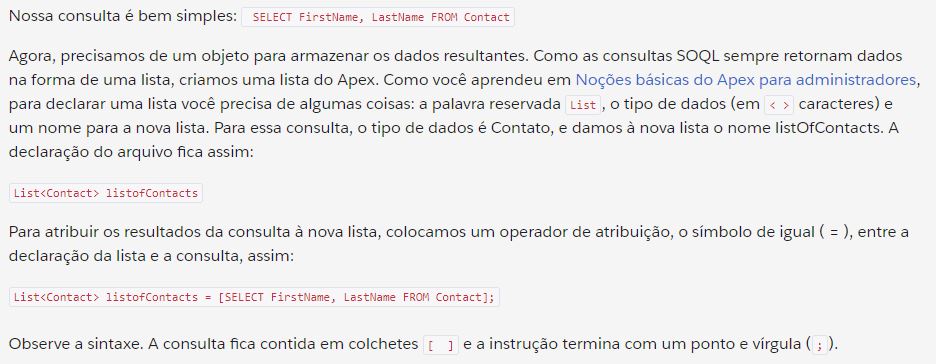 Nossa consulta é bem simples: SELECT FirstName, LastName FROM Contact
Agora, precisamos de um objeto para armazenar os dados resultantes. Como as consultas SOQL sempre retornam dados
na forma de uma lista, criamos uma lista do Apex. Como você aprendeu em Noções básicas do Apex para administradores,
para declarar uma lista você precisa de algumas coisas: a palavra reservada List , o tipo de dados (em < > caracteres) e
um nome para a nova lista. Para essa consulta, o tipo de dados é Contato, e damos à nova lista o nome listOfContacts. A
declaração do arquivo fica assim:
List<Contact> listofContacts
Para atribuir os resultados da consulta à nova lista, colocamos um operador de atribuição, o símbolo de igual ( = ), entre a
declaração da lista e a consulta, assim:
List<Contact> listofContacts = [SELECT FirstName, LastName FROM Contact];
Observe a sintaxe. A consulta fica contida em colchetes [ ] e a instrução termina com um ponto e vírgula ( ; ).